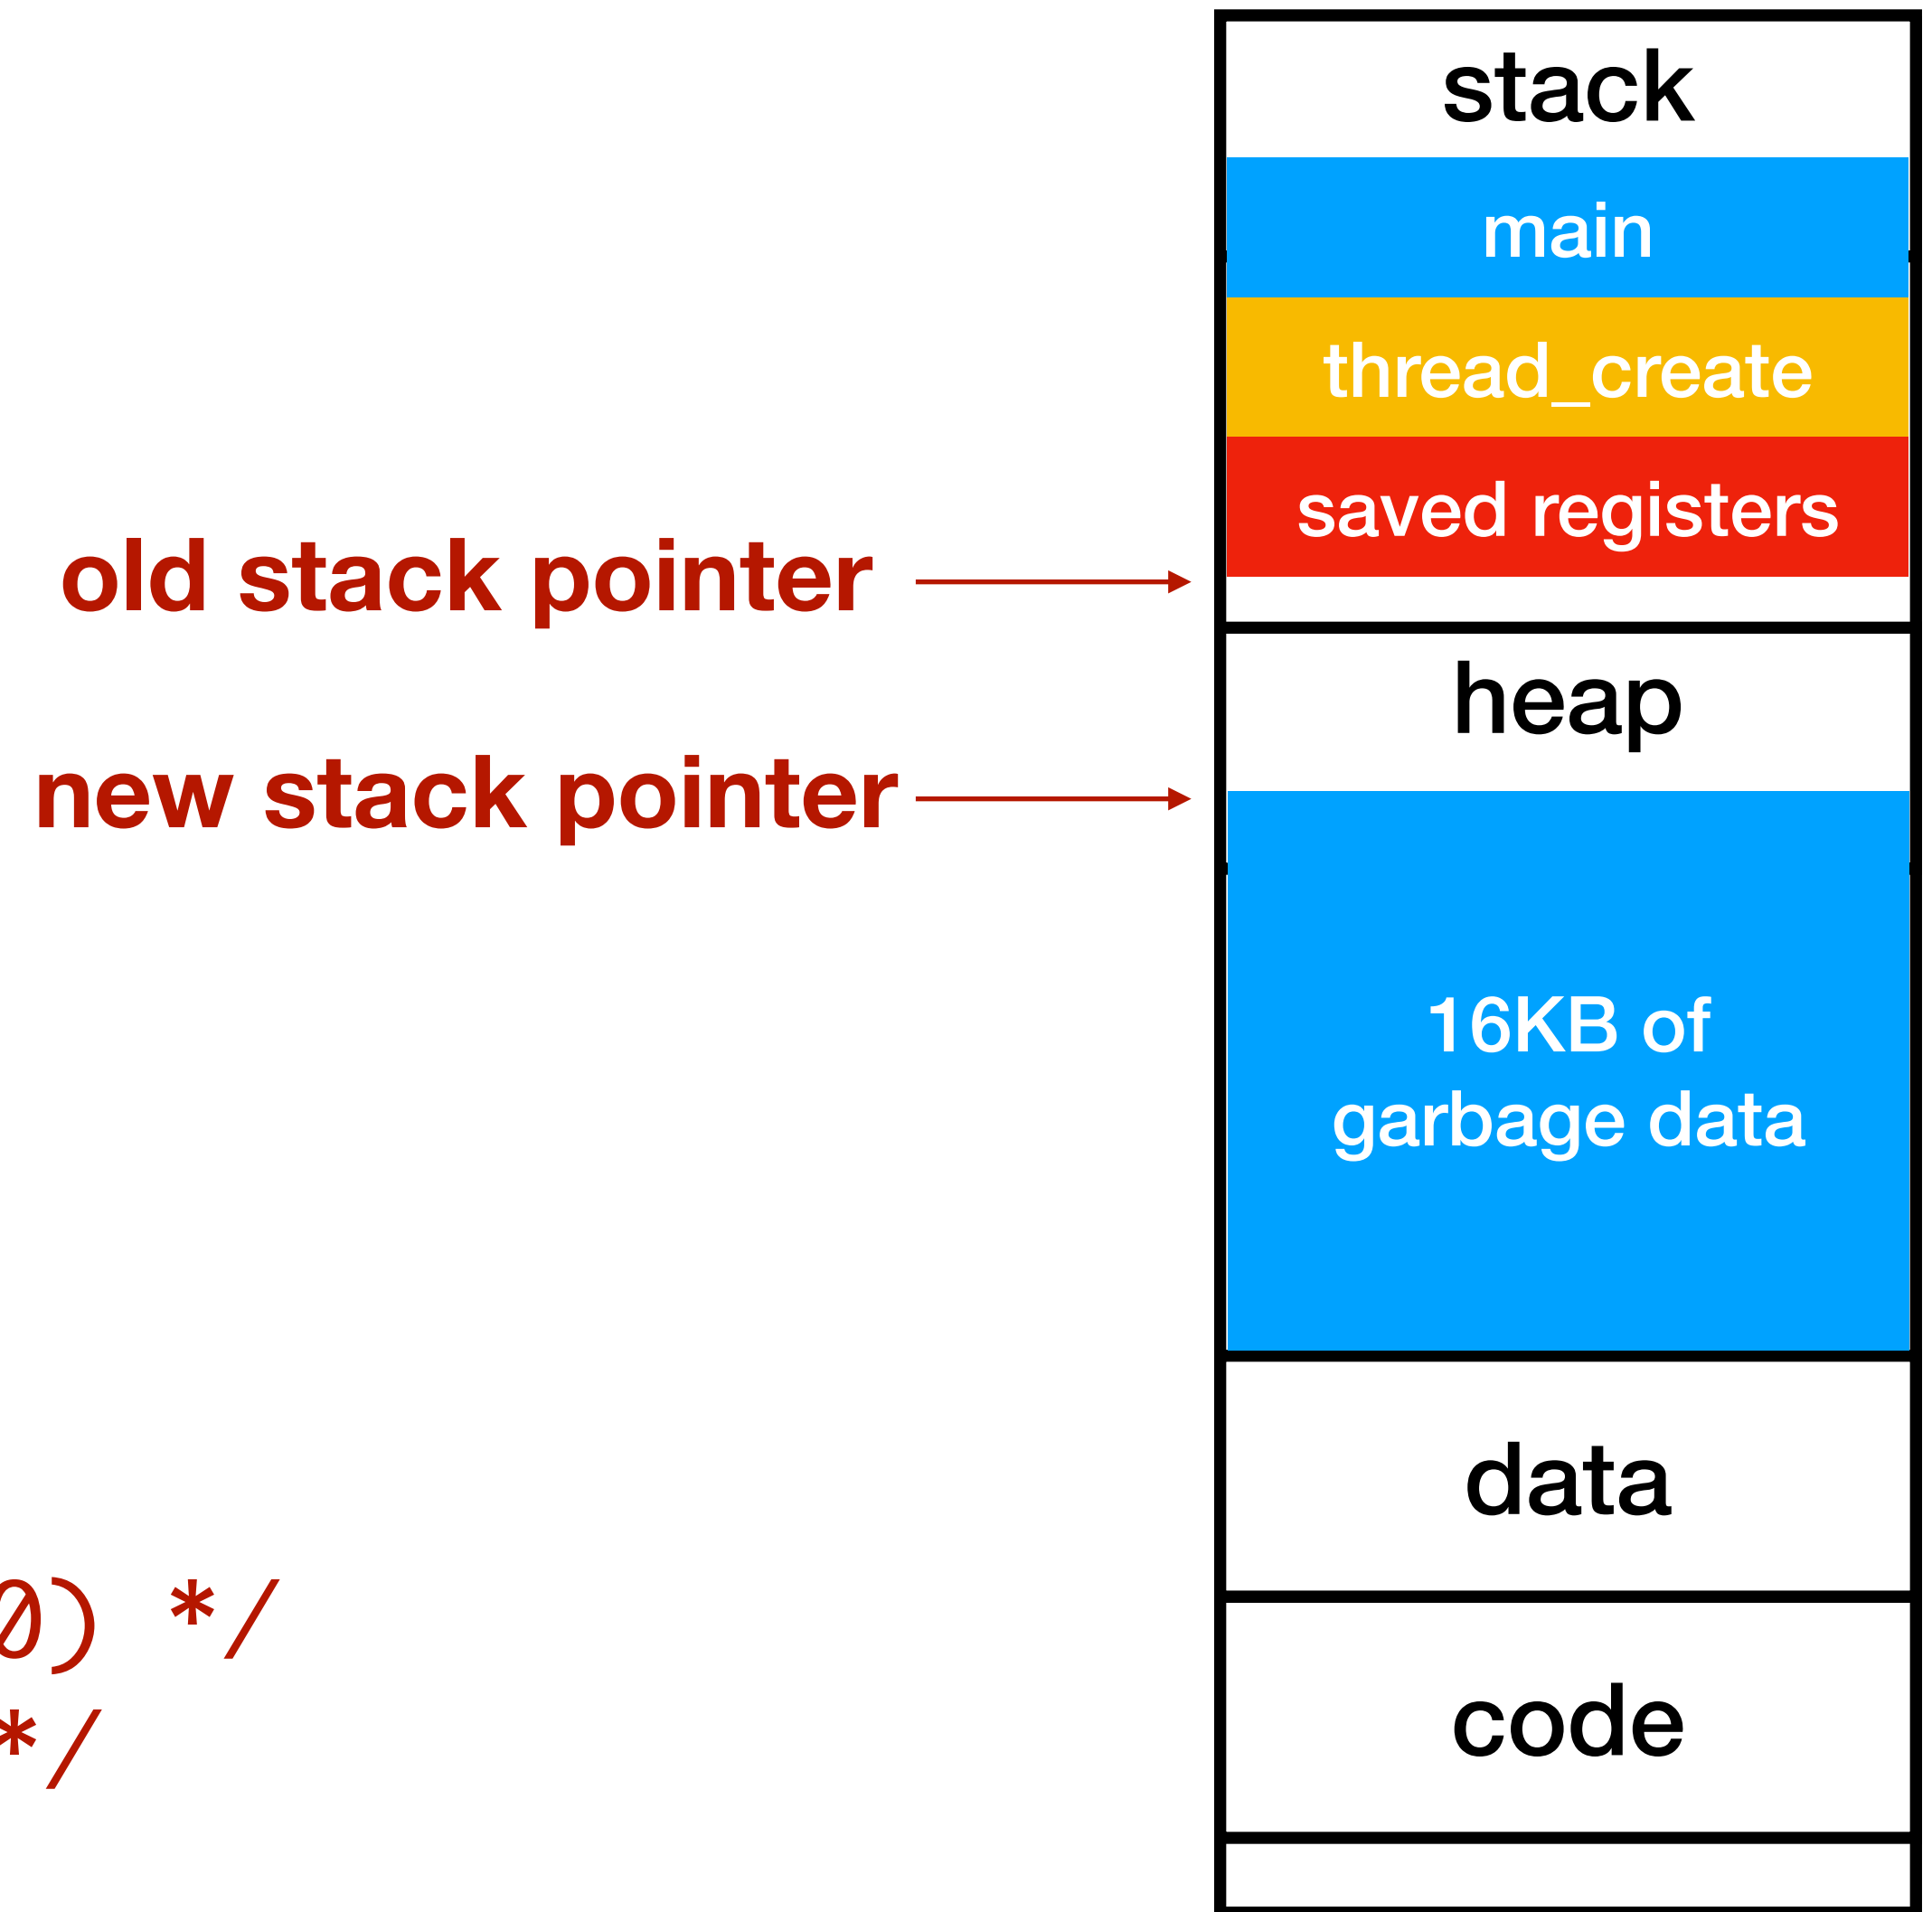 stack
main
thread_create
saved registers
old stack pointer
heap
new stack pointer
16KB of
garbage data
data
0) */
*/
code